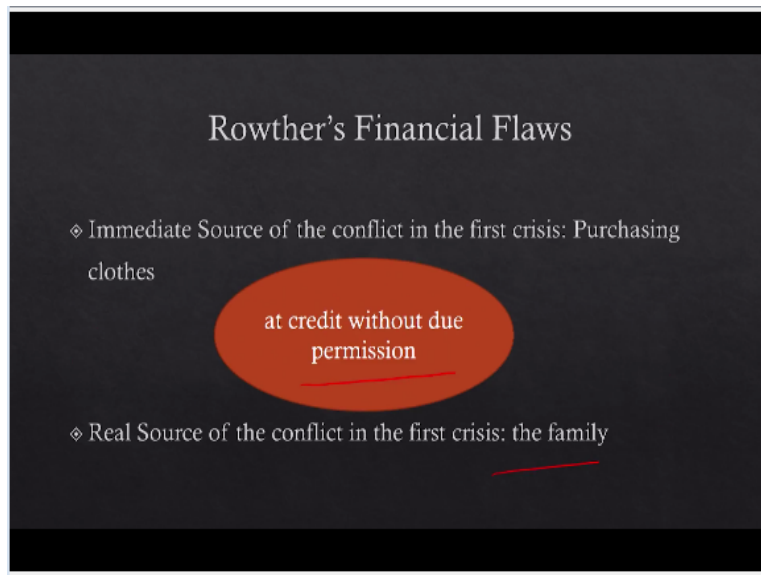 Rowther's Financial Flaws
Immediate Source of the conflict in the first crisis: Purchasing
clothes
at credit without due
permission
Real Source of the conflict in the first crisis: the family